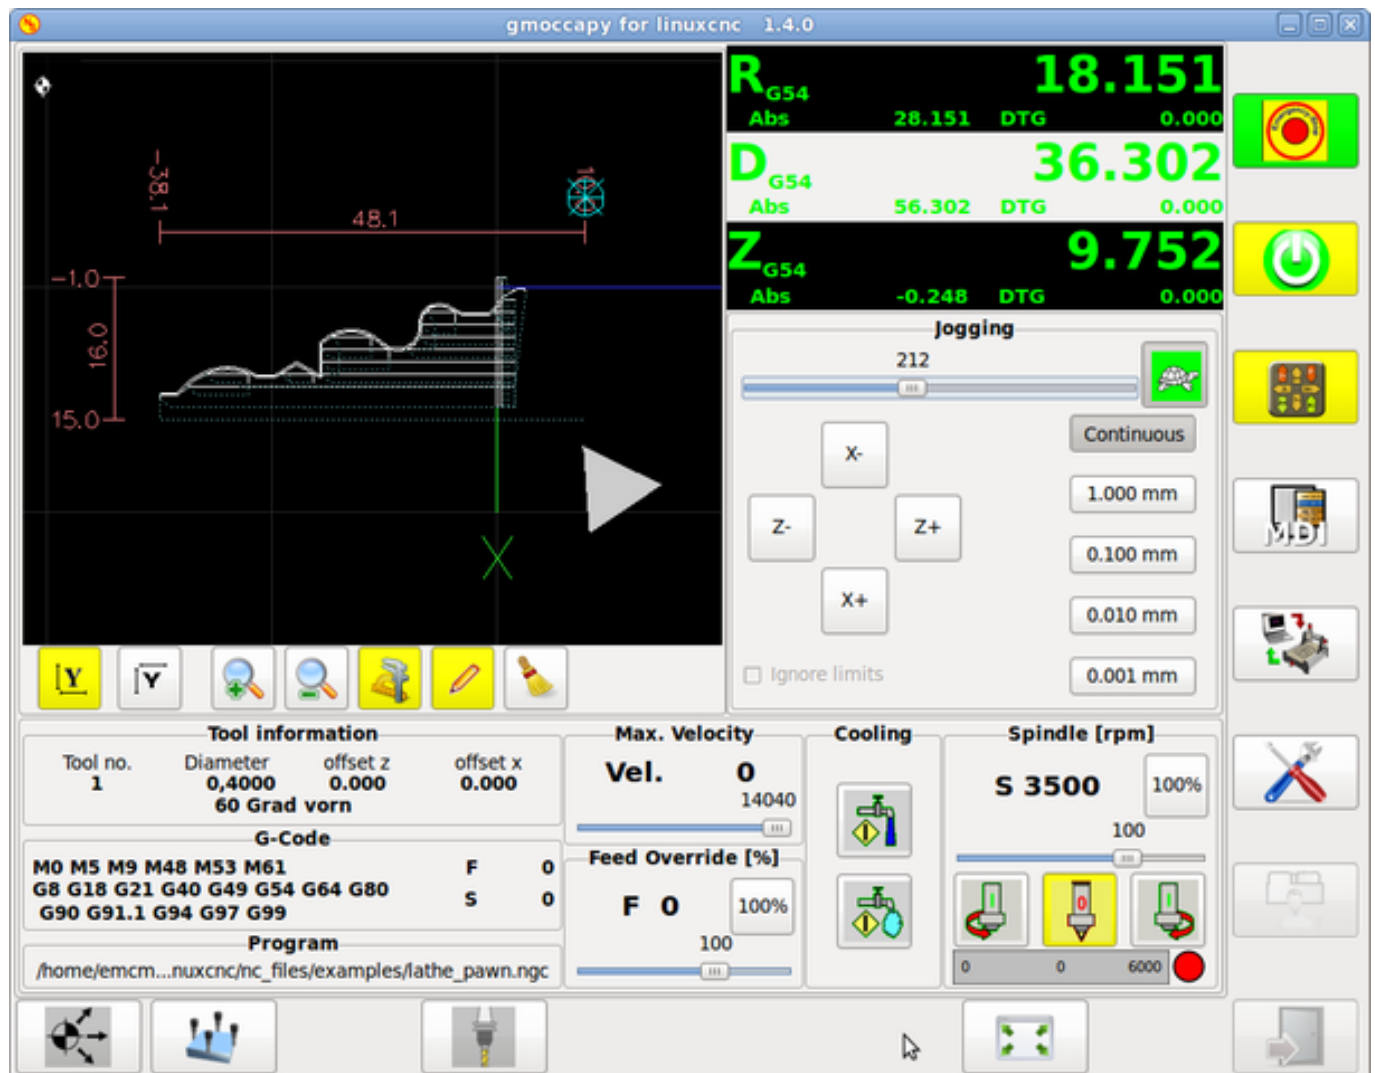 gmoccapy for linuxcnc 1.4.0
R G54 18.151
Abs 28.151 DTG 0.000
D G54 36.302
Abs 56.302 DTG 0.000
Z G54 9.752
Abs -0.248 DTG 0.000
-38.1
48.1
-1.0
16.0
15.0
X
Jogging
212
Continuous
X-
1.000 mm
Z- Z+
0.100 mm
X+
0.010 mm
Ignore limits
0.001 mm
Y Y
MDI
Tool information
Tool no. Diameter offset z offset x
1 0,4000 0.000 0.000
60 Grad vorn
G-Code
M0 M5 M9 M48 M53 M61 F 0
G8 G18 G21 G40 G49 G54 G64 G80 S 0
G90 G91.1 G94 G97 G99
Program
/home/emcm...nuxcnc/nc_files/examples/lathe_pawn.ngc
Max. Velocity
Vel. 0
14040
Feed Override [%]
F 0 100%
100
Cooling
Spindle [rpm]
S 3500 100%
100
0
0 0 6000